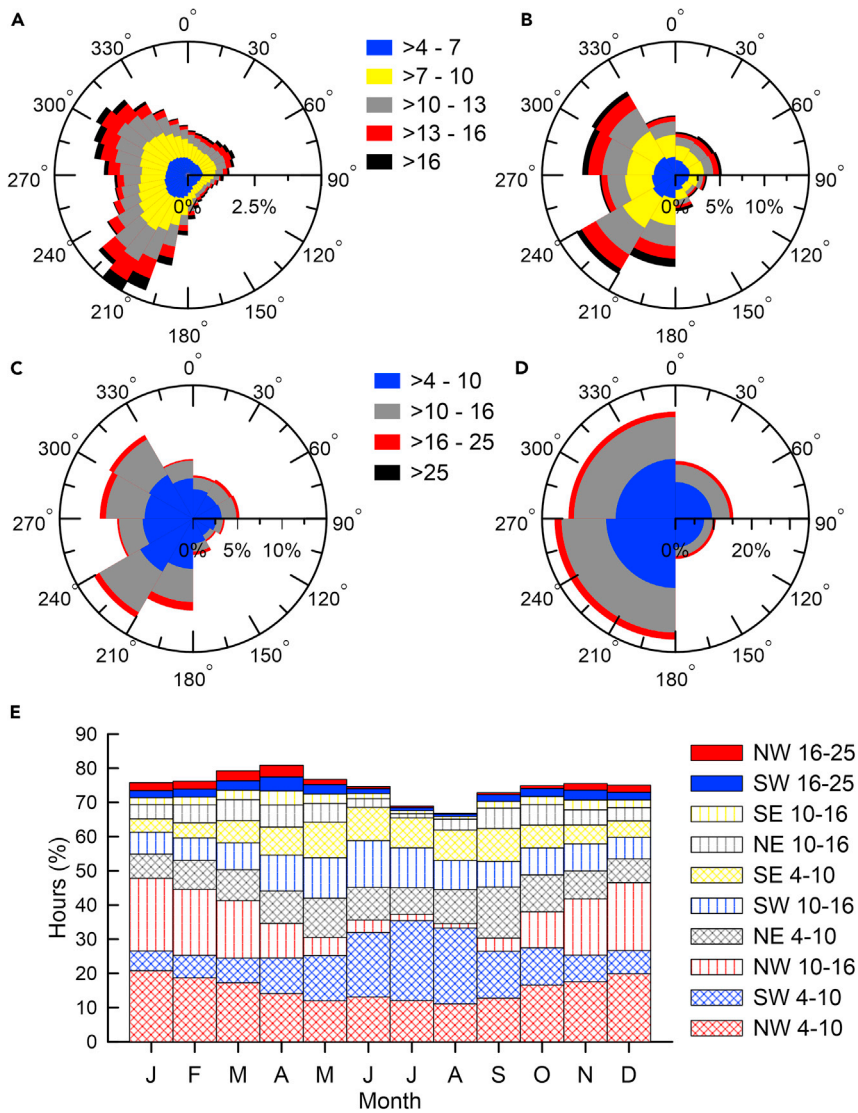 A
0°
30°
60°
90°
120°
150°
180°
210°
240°
270°
300°
330°
0%
2.5%
>4 - 7
>7 - 10
>10 - 13
>13 - 16
>16
B
0°
30°
60°
90°
120°
150°
180°
210°
240°
270°
300°
330°
0%
5%
10%
C
0°
30°
60°
90°
120°
150°
180°
210°
240°
270°
300°
330°
0%
5%
10%
>4 - 10
>10 - 16
>16 - 25
>25
D
0°
30°
60°
90°
120°
150°
180°
210°
240°
270°
300°
330°
0%
20%
E
Hours (%)
90
80
70
60
50
40
30
20
10
0
J F M A M J J A S O N D
Month
NW 16-25
SW 16-25
SE 10-16
NE 10-16
SE 4-10
SW 10-16
NE 4-10
NW 10-16
SW 4-10
NW 4-10